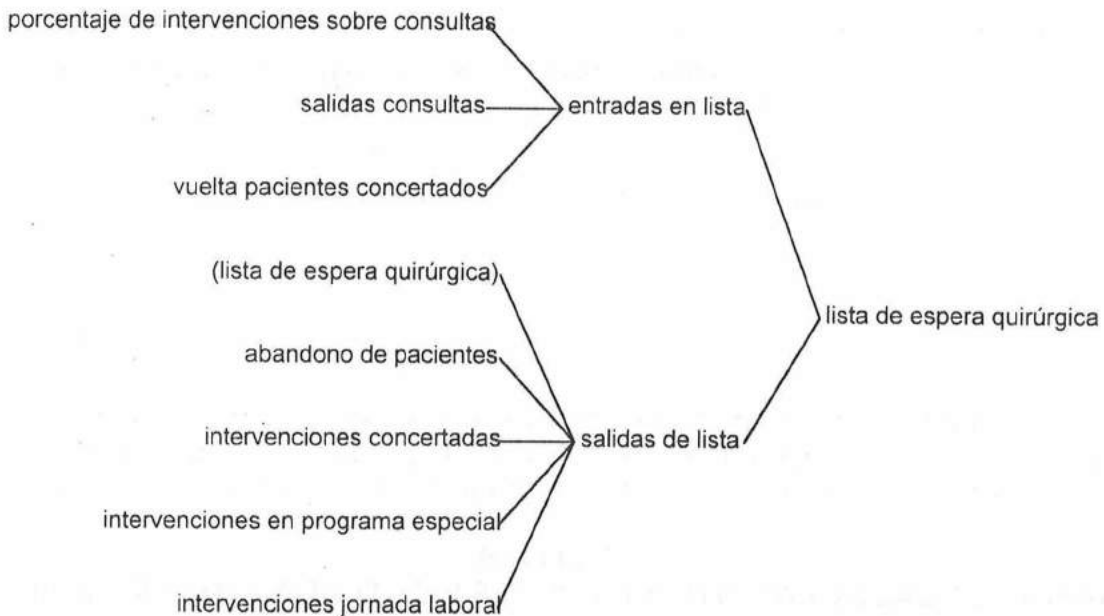 porcentaje de intervenciones sobre consultas
salidas consultas
entradas en lista
vuelta pacientes concertados
(lista de espera quirúrgica)
lista de espera quirúrgica
abandono de pacientes
intervenciones concertadas
salidas de lista
intervenciones en programa especial
intervenciones jornada laboral